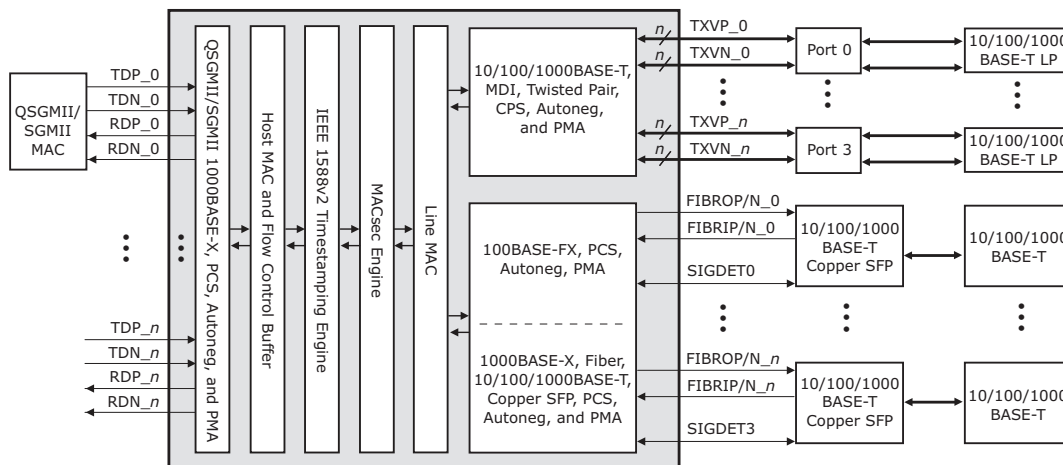 QSGMII/
SGMII
MAC
TDP_0
TDN_0
RDP_0
RDN_0
TDP_n
TDN_n
RDP_n
RDN_n
QSGMII/SGMII 1000BASE-X, PCS, Autoneg, and PMA
Host MAC and Flow Control Buffer
IEEE 1588v2 Timestamping Engine
MACsec Engine
Line MAC
10/100/1000BASE-T,
MDI, Twisted Pair,
CPS, Autoneg,
and PMA
n TXVP_0
n TXVN_0
n TXVP_n
n TXVN_n
Port 0
Port 3
10/100/1000
BASE-T LP
10/100/1000
BASE-T LP
100BASE-FX, PCS,
Autoneg, PMA
1000BASE-X, Fiber,
10/100/1000BASE-T,
Copper SFP, PCS,
Autoneg, and PMA
FIBROP/N_0
FIBRIP/N_0
SIGDET0
FIBROP/N_n
FIBRIP/N_n
SIGDET3
10/100/1000
BASE-T
Copper SFP
10/100/1000
BASE-T
10/100/1000
BASE-T
Copper SFP
10/100/1000
BASE-T